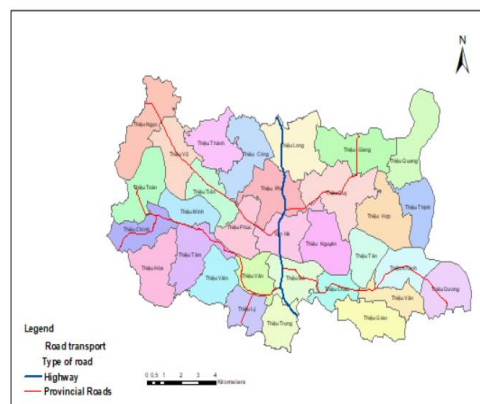 N
Thiệu Ngọc
Thiệu Vũ
Thiệu Thành
Thiệu Công
Thiệu Long
Thiệu Giang
Thiệu Quang
Thiệu Toán
Thiệu Tiến
Thiệu Duy
Thiệu Thịnh
Thiệu Minh
Thiệu Phúc
Thiệu Hợp
Thiệu Chính
Thiệu Nguyên
Thiệu Hòa
Thiệu Tâm
Thiệu Viên
Thiệu Vận
Thiệu Tân
Thiệu Châu
Thiệu Vân
Thiệu Dương
Thiệu Lý
Thiệu Trung
Thiệu Giao
Legend
Road transport
Type of road
Highway
Provincial Roads
0 0.5 1 2 3 4
Kilometers